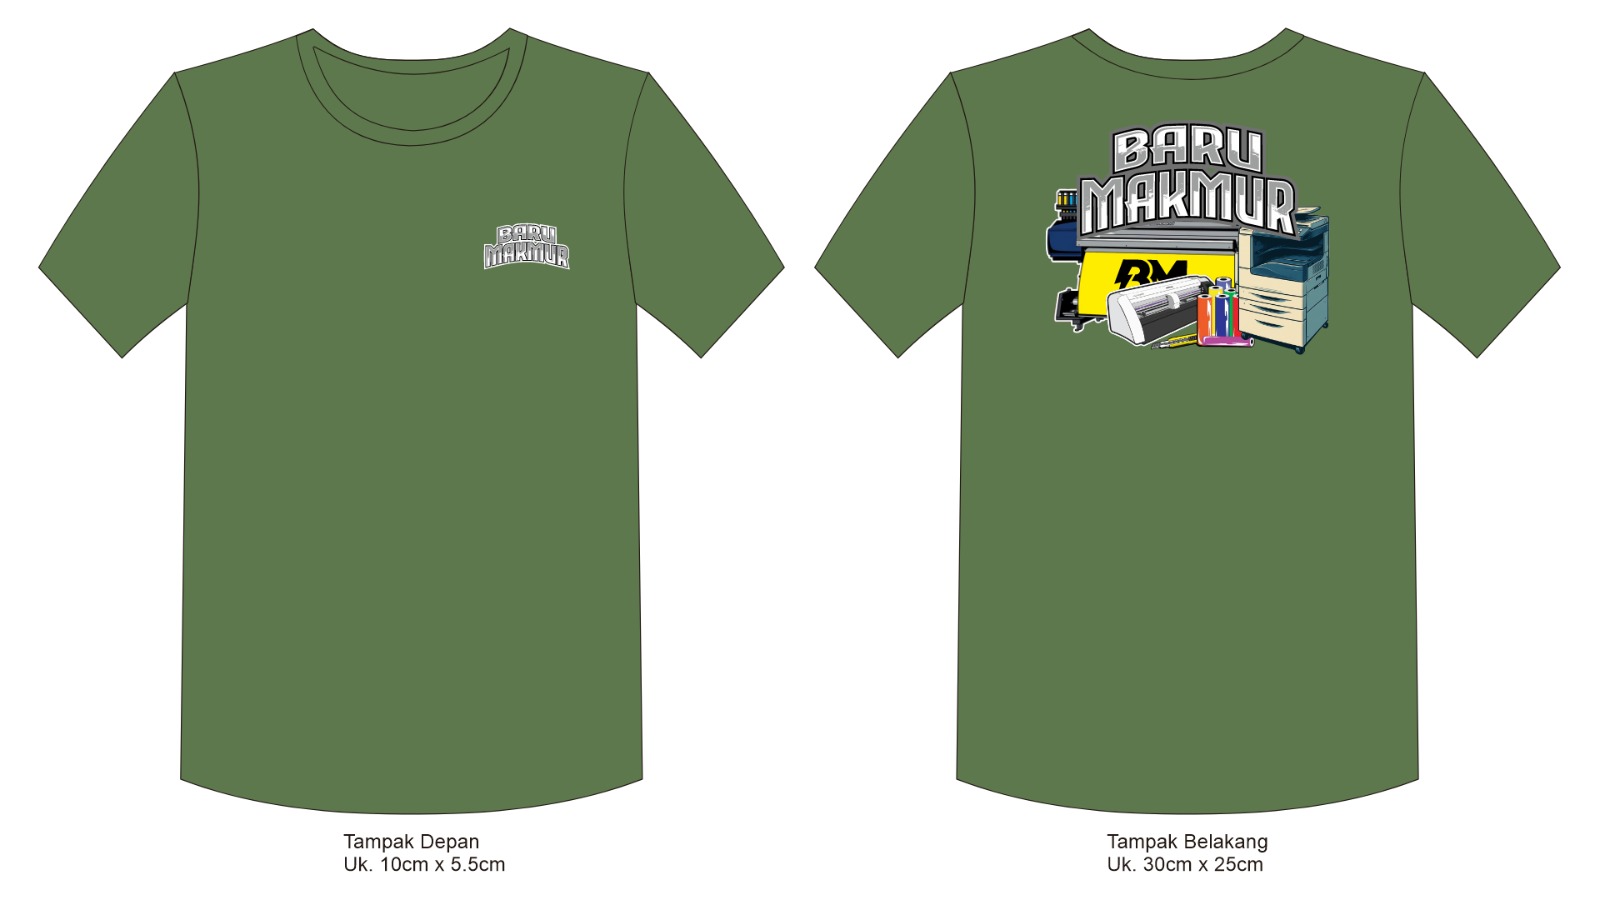 BARU
MAKMUR
BARU
MAKMUR
BM
Tampak Depan
Uk. 10cm x 5.5cm
Tampak Belakang
Uk. 30cm x 25cm